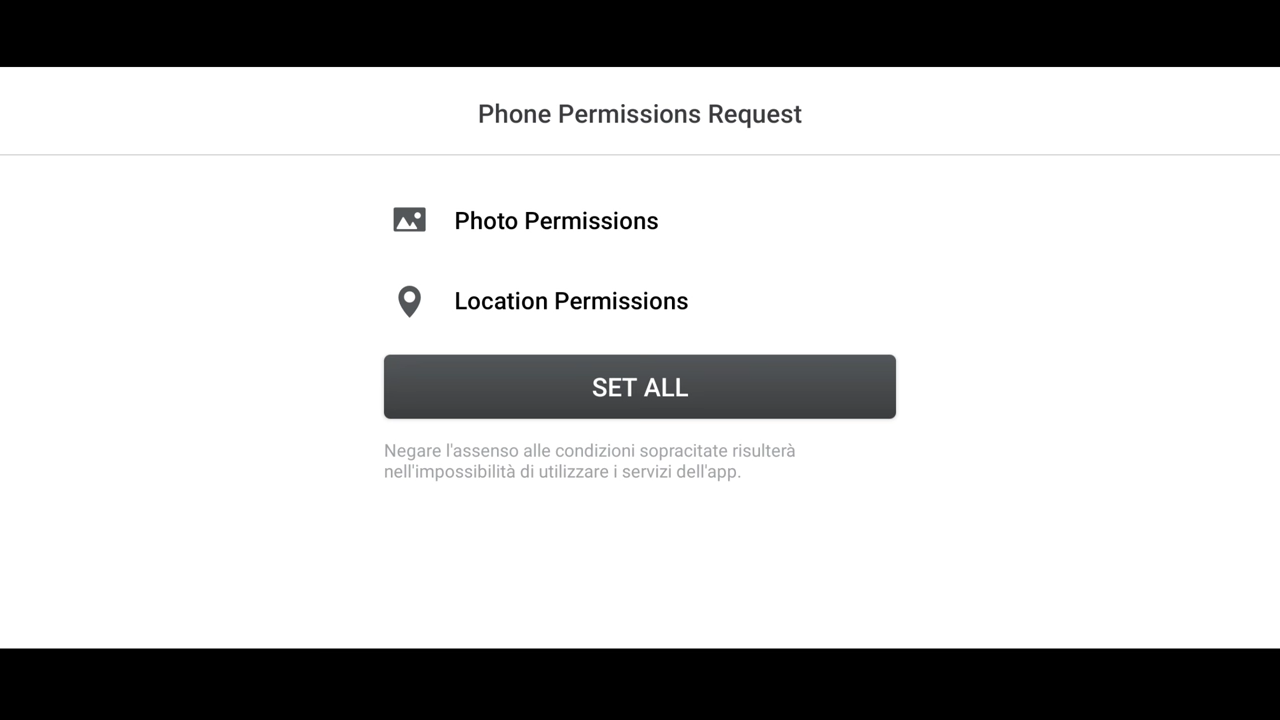 Phone Permissions Request
Photo Permissions
Location Permissions
SET ALL
Negare l'assenso alle condizioni sopracitate risulterà
nell'impossibilità di utilizzare i servizi dell'app.